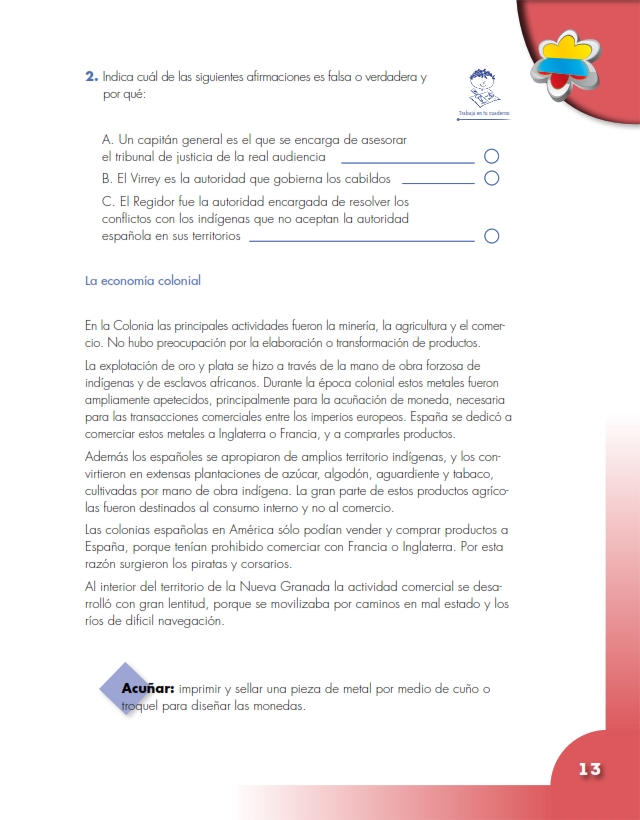 2. Indica cuál de las siguientes afirmaciones es falsa o verdadera y
por qué:
Trabaja en tu cuaderno
A. Un capitán general es el que se encarga de asesorar
el tribunal de justicia de la real audiencia
B. El Virrey es la autoridad que gobierna los cabildos
C. El Regidor fue la autoridad encargada de resolver los
conflictos con los indígenas que no aceptan la autoridad
española en sus territorios
La economía colonial
En la Colonia las principales actividades fueron la minería, la agricultura y el comer-
cio. No hubo preocupación por la elaboración o transformación de productos.
La explotación de oro y plata se hizo a través de la mano de obra forzosa de
indígenas y de esclavos africanos. Durante la época colonial estos metales fueron
ampliamente apetecidos, principalmente para la acuñación de moneda, necesaria
para las transacciones comerciales entre los imperios europeos. España se dedicó a
comerciar estos metales a Inglaterra o Francia, y a comprarles productos.
Además los españoles se apropiaron de amplios territorio indígenas, y los con-
virtieron en extensas plantaciones de azúcar, algodón, aguardiente y tabaco,
cultivadas por mano de obra indígena. La gran parte de estos productos agríco-
las fueron destinados al consumo interno y no al comercio.
Las colonias españolas en América sólo podían vender y comprar productos a
España, porque tenían prohibido comerciar con Francia o Inglaterra. Por esta
razón surgieron los piratas y corsarios.
Al interior del territorio de la Nueva Granada la actividad comercial se desa-
rrolló con gran lentitud, porque se movilizaba por caminos en mal estado y los
ríos de dificil navegación.
Acuñar: imprimir y sellar una pieza de metal por medio de cuño o
troquel para diseñar las monedas.
13